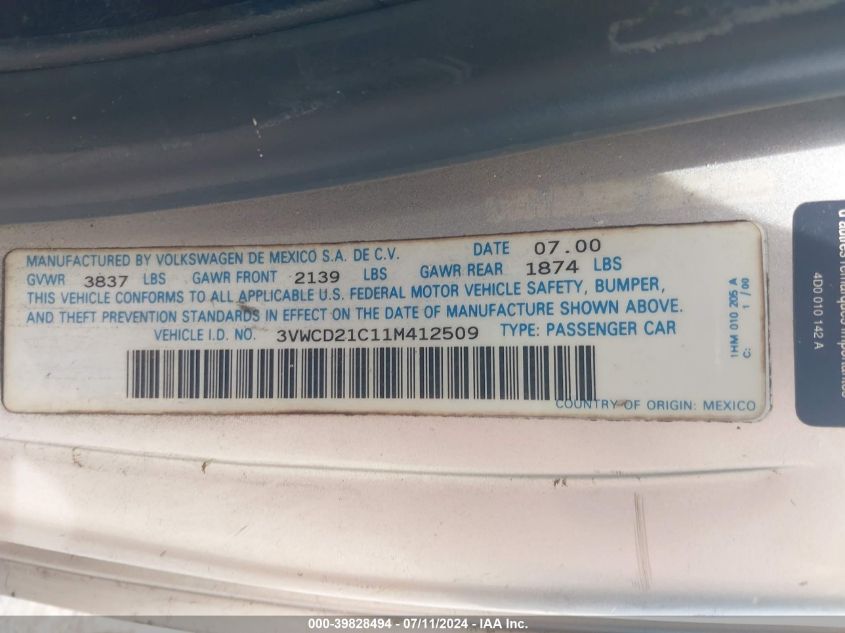 MANUFACTURED BY VOLKSWAGEN DE MEXICO S.A. DE C.V. DATE 07.00
GVWR 3837 LBS GAWR FRONT 2139 LBS GAWR REAR 1874 LBS
THIS VEHICLE CONFORMS TO ALL APPLICABLE U.S. FEDERAL MOTOR VEHICLE SAFETY, BUMPER,
AND THEFT PREVENTION STANDARDS IN EFFECT ON THE DATE OF MANUFACTURE SHOWN ABOVE.
VEHICLE I.D. NO. 3VWCD21C11M412509 TYPE: PASSENGER CAR
COUNTRY OF ORIGIN: MEXICO
1HM 010 205 A
C: 1 / 00
4D0 010 142 A
000-39828494 - 07/11/2024 - IAA Inc.